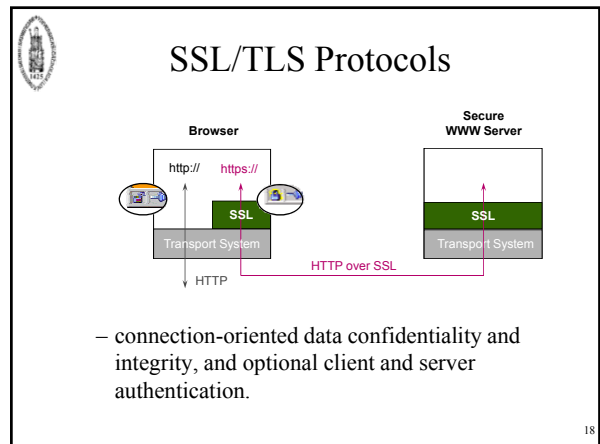 1425
SSL/TLS Protocols
Browser
Secure
WWW Server
http://
https://
SSL
Transport System
HTTP
HTTP over SSL
SSL
Transport System
– connection-oriented data confidentiality and
integrity, and optional client and server
authentication.
18